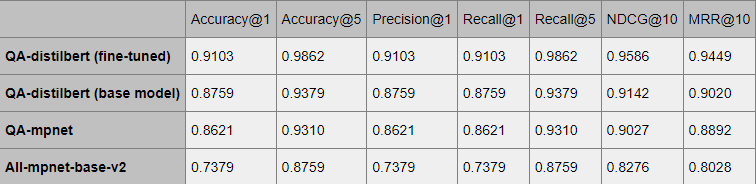 Accuracy@1 Accuracy@5 Precision@1 Recall@1 Recall@5 NDCG@10 MRR@10
QA-distilbert (fine-tuned) 0.9103 0.9862 0.9103 0.9103 0.9862 0.9586 0.9449
QA-distilbert (base model) 0.8759 0.9379 0.8759 0.8759 0.9379 0.9142 0.9020
QA-mpnet 0.8621 0.9310 0.8621 0.8621 0.9310 0.9027 0.8892
All-mpnet-base-v2 0.7379 0.8759 0.7379 0.7379 0.8759 0.8276 0.8028